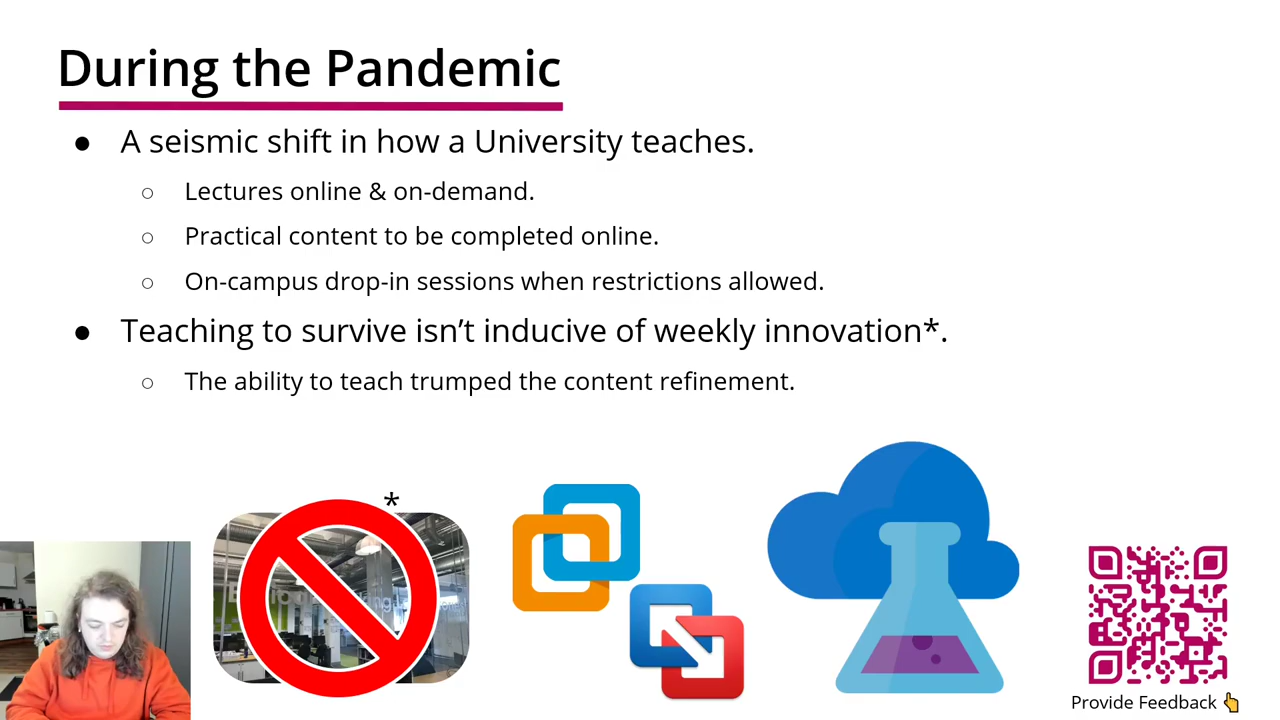 During the Pandemic
● A seismic shift in how a University teaches.
○ Lectures online & on-demand.
○ Practical content to be completed online.
○ On-campus drop-in sessions when restrictions allowed.
● Teaching to survive isn’t inducive of weekly innovation*.
○ The ability to teach trumped the content refinement.
*
Provide Feedback 👆